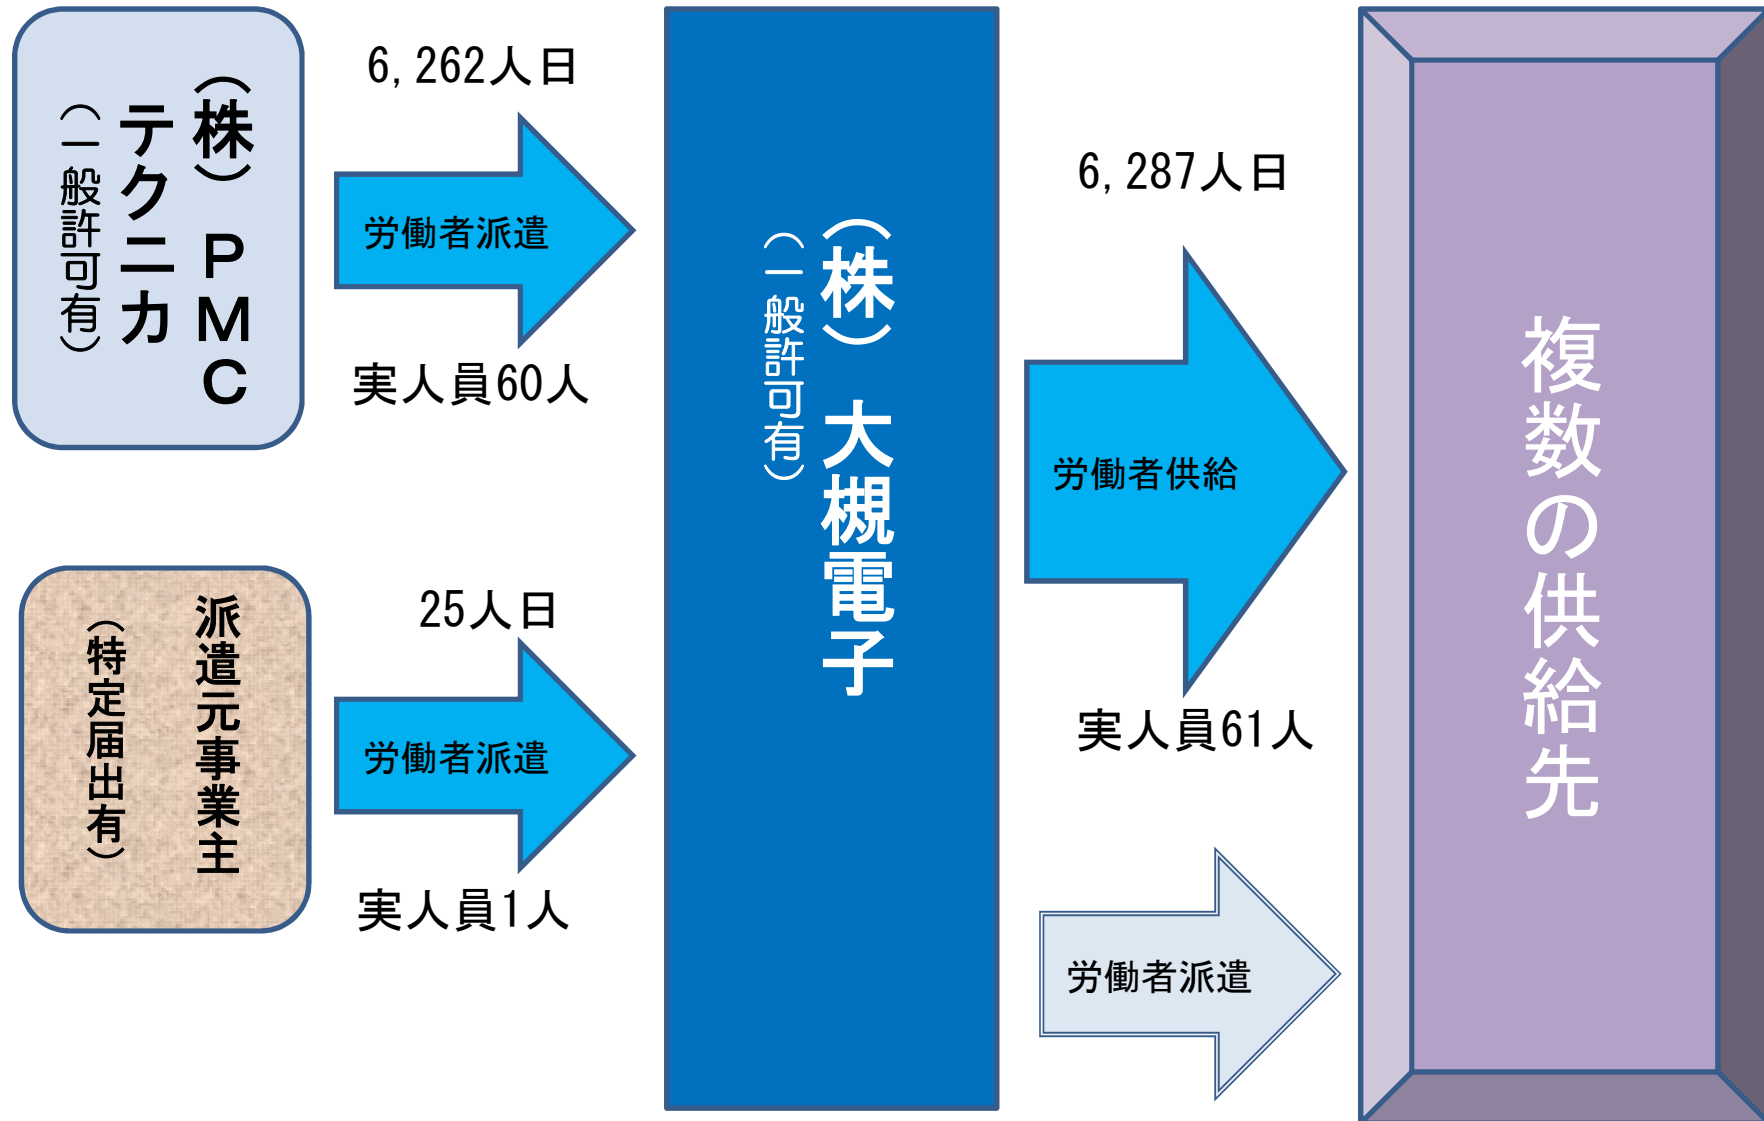 (株) PMC
テクニカ
(一般許可有)
6,262人日
労働者派遣
実人員60人
派遣元事業主
(特定届出有)
25人日
労働者派遣
実人員1人
(株) 大槻電子
(一般許可有)
6,287人日
労働者供給
実人員61人
労働者派遣
複数の供給先